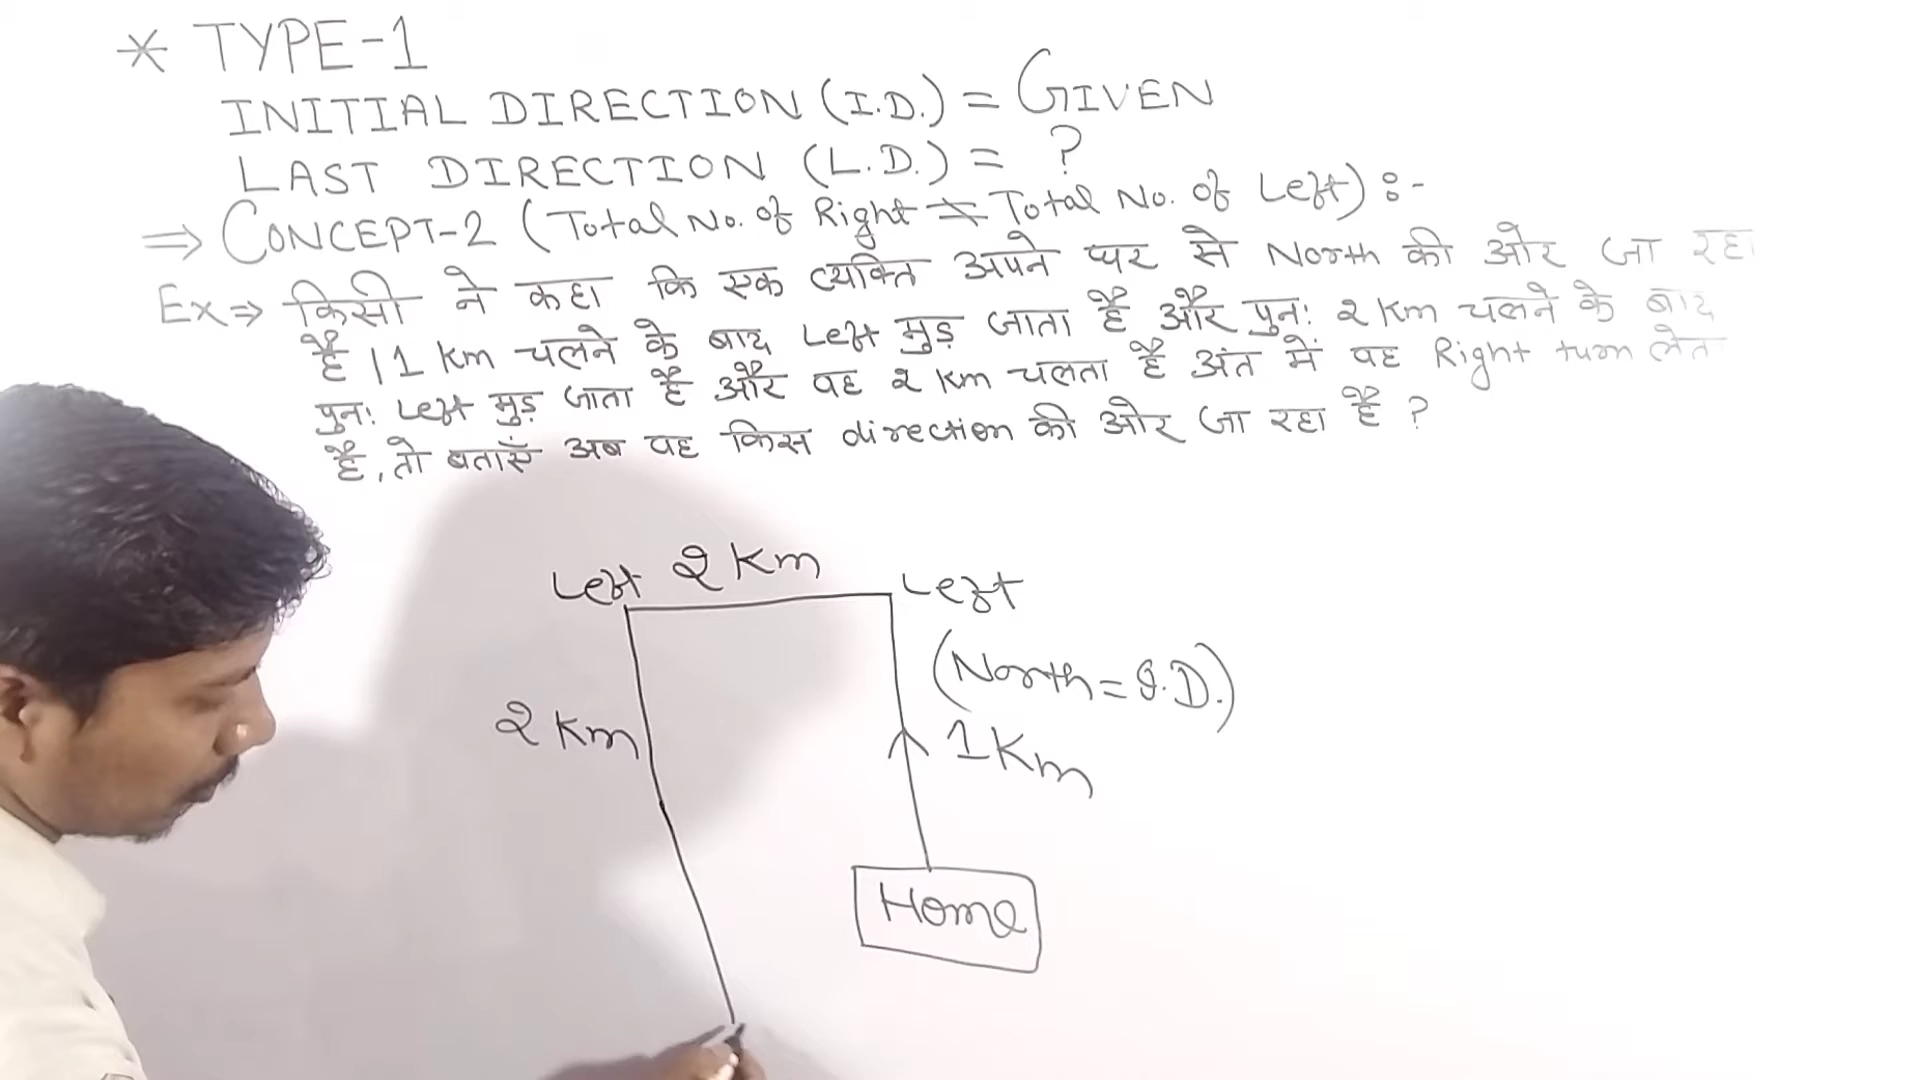 * TYPE-1
INITIAL DIRECTION (I.D.) = GIVEN
LAST DIRECTION (L.D.) = ?
⇒ CONCEPT-2 (Total No. of Right ≠ Total No. of Left) :-
Ex ⇒ किसी ने कहा कि एक व्यक्ति अपने घर से North की ओर जा रहा
है । 1 Km चलने के बाद Left मुड़ जाता है और पुनः 2 Km चलने के बाद
पुनः Left मुड़ जाता है और वह 2 Km चलता है अंत में वह Right turn लेता
है, तो बताएँ अब वह किस direction की ओर जा रहा है ?
Left 2 Km Left
(North = I.D.)
2 Km
1 Km
Home